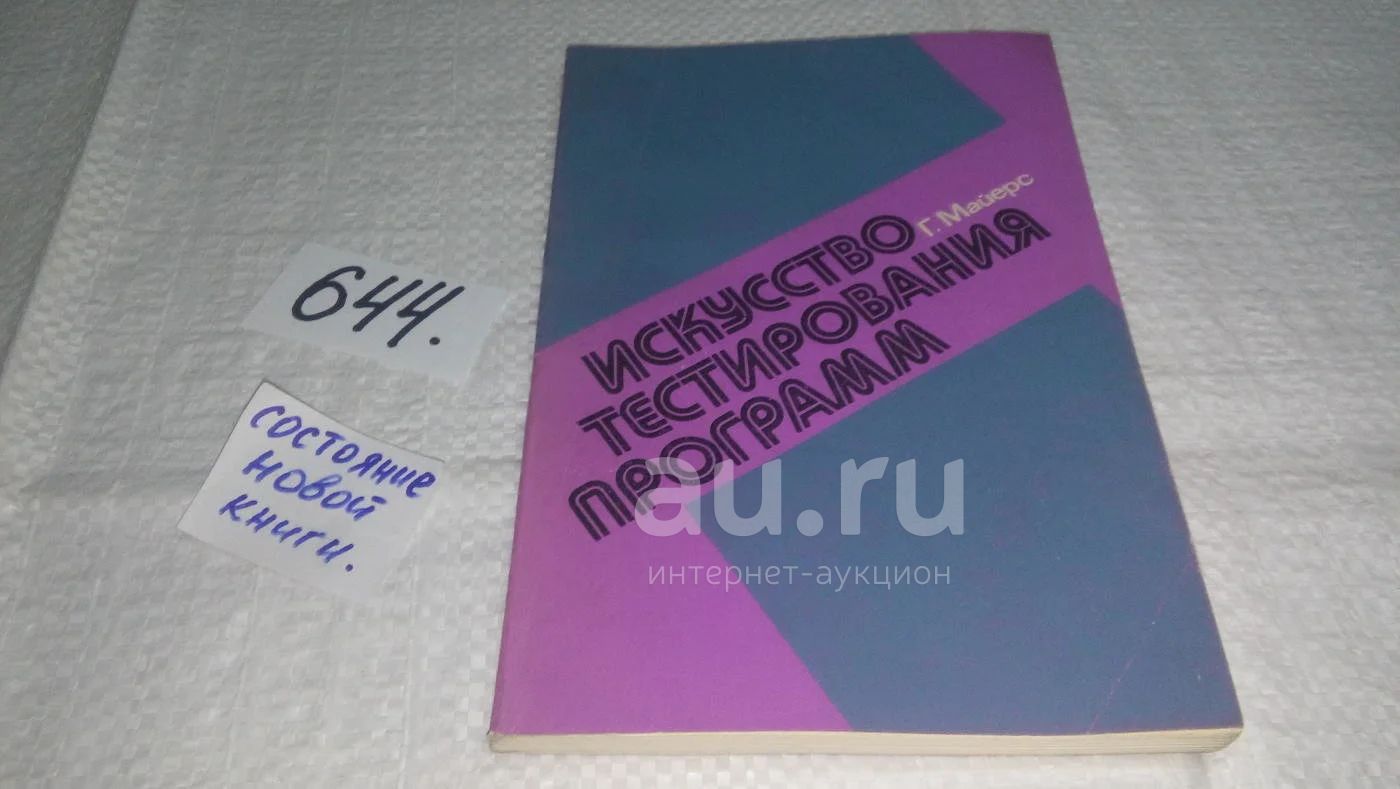 Г. Майерс
ИСКУССТВО
ТЕСТИРОВАНИЯ
ПРОГРАММ
644.
состояние
новой
книги.
au.ru
интернет-аукцион